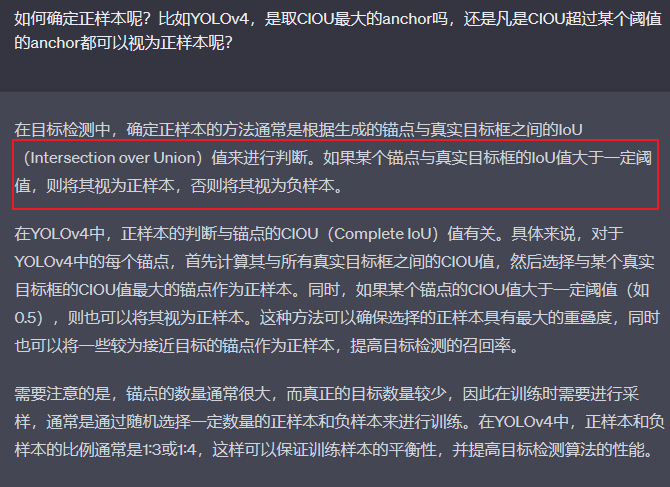 如何确定正样本呢？比如YOLOv4，是取CIOU最大的anchor吗，还是凡是CIOU超过某个阈值
的anchor都可以视为正样本呢？
在目标检测中，确定正样本的方法通常是根据生成的锚点与真实目标框之间的IoU
（Intersection over Union）值来进行判断。如果某个锚点与真实目标框的IoU值大于一定阈
值，则将其视为正样本，否则将其视为负样本。
在YOLOv4中，正样本的判断与锚点的CIOU（Complete IoU）值有关。具体来说，对于
YOLOv4中的每个锚点，首先计算其与所有真实目标框之间的CIOU值，然后选择与某个真实
目标框的CIOU值最大的锚点作为正样本。同时，如果某个锚点的CIOU值大于一定阈值（如
0.5），则也可以将其视为正样本。这种方法可以确保选择的正样本具有最大的重叠度，同时
也可以将一些较为接近目标的锚点作为正样本，提高目标检测的召回率。
需要注意的是，锚点的数量通常很大，而真正的目标数量较少，因此在训练时需要进行采
样，通常是通过随机选择一定数量的正样本和负样本来进行训练。在YOLOv4中，正样本和负
样本的比例通常是1:3或1:4，这样可以保证训练样本的平衡性，并提高目标检测算法的性能。